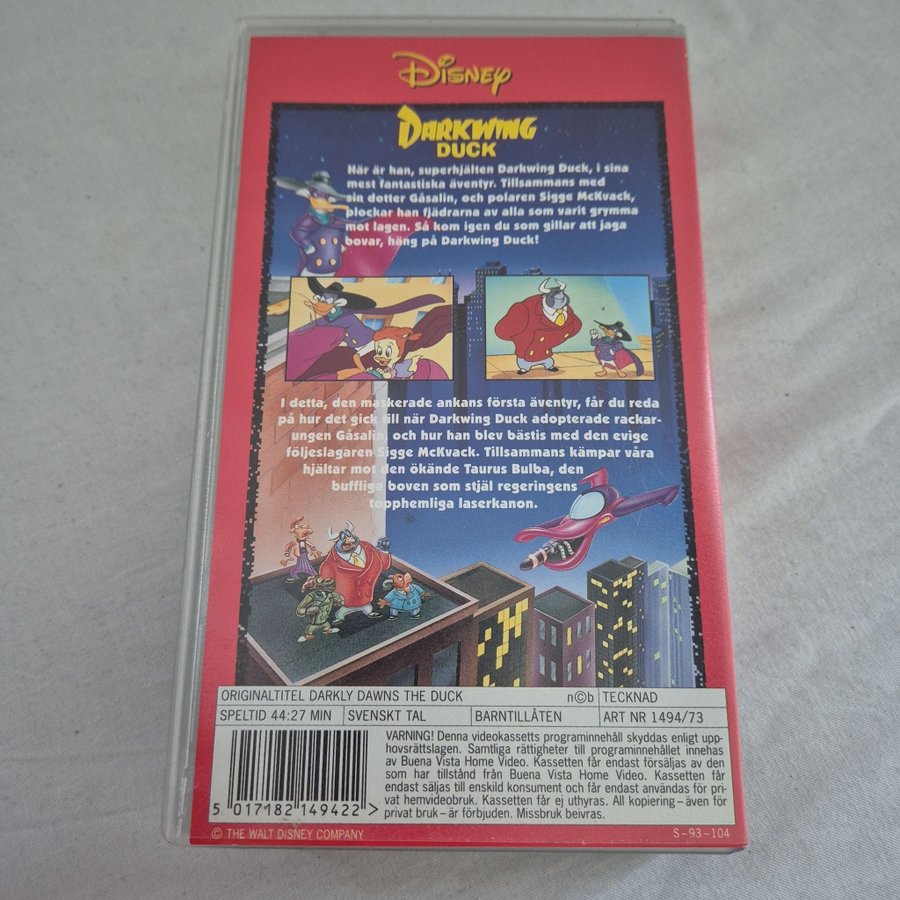 DISNEY
DARKWING
DUCK
Här är han, superhjälten Darkwing Duck, i sina
mest fantastiska äventyr. Tillsammans med
sin dotter Gåsalin, och polaren Sigge McKvack,
plockar han fjädrarna av alla som varit grymma
mot lagen. Så kom igen du som gillar att jaga
bovar, häng på Darkwing Duck!
I detta, den maskerade ankans första äventyr, får du reda
på hur det gick till när Darkwing Duck adopterade rackar-
ungen Gåsalin, och hur han blev bästis med den evige
följeslagaren Sigge McKvack. Tillsammans kämpar våra
hjältar mot den ökände Taurus Bulba, den
buffliga boven som stjäl regeringens
topphemliga laserkanon.
ORIGINALTITEL DARKLY DAWNS THE DUCK n©b TECKNAD
SPELTID 44:27 MIN SVENSKT TAL BARNTILLÅTEN ART NR 1494/73
VARNING! Denna videokassetts programinnehåll skyddas enligt upp-
hovsrättslagen. Samtliga rättigheter till programinnehållet innehas
av Buena Vista Home Video. Kassetten får endast försäljas av den
som har tillstånd från Buena Vista Home Video. Kassetten får
endast säljas till enskild konsument och får endast användas för pri-
vat hemvideobruk. Kassetten får ej uthyras. All kopiering – även för
privat bruk – är förbjuden. Missbruk beivras.
5 017182 149422 >
© THE WALT DISNEY COMPANY S-93-104